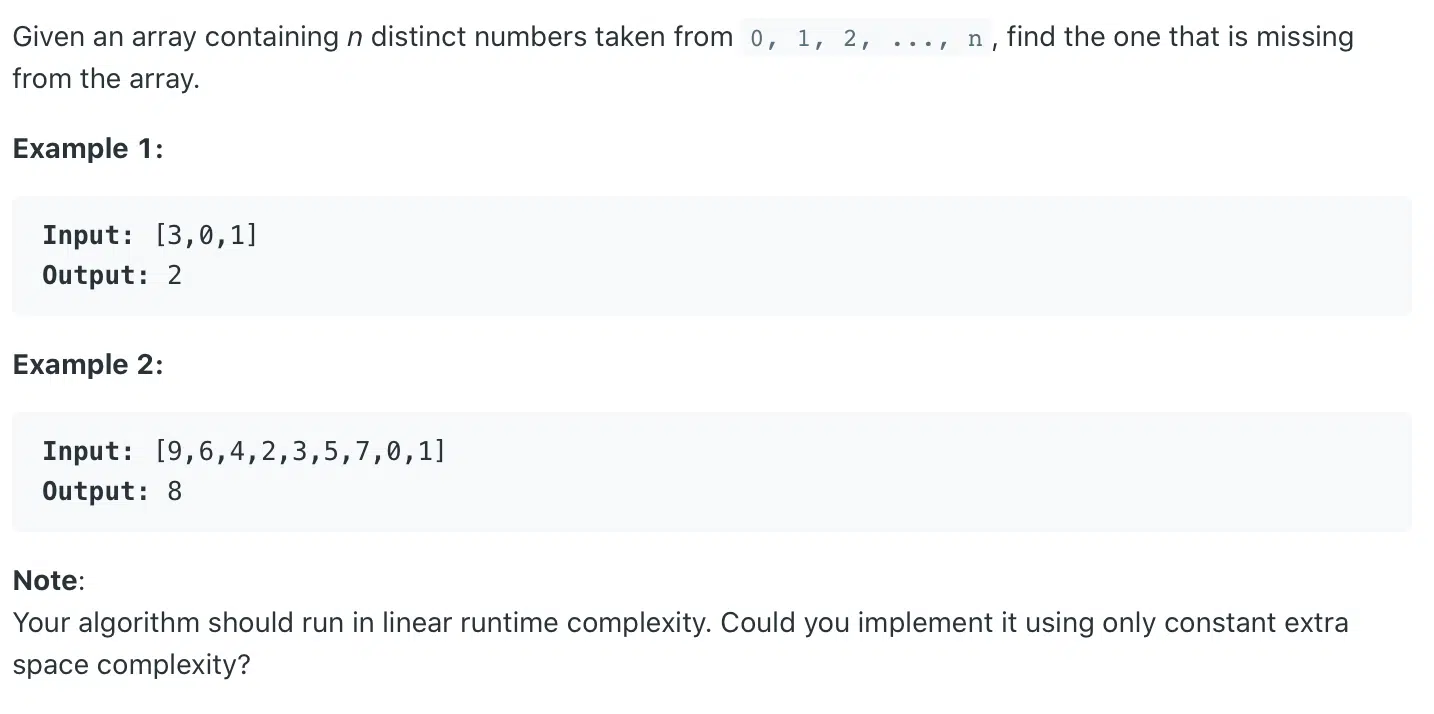 Given an array containing n distinct numbers taken from 0, 1, 2, ..., n, find the one that is missing
from the array.
Example 1:
Input: [3,0,1]
Output: 2
Example 2:
Input: [9,6,4,2,3,5,7,0,1]
Output: 8
Note:
Your algorithm should run in linear runtime complexity. Could you implement it using only constant extra
space complexity?